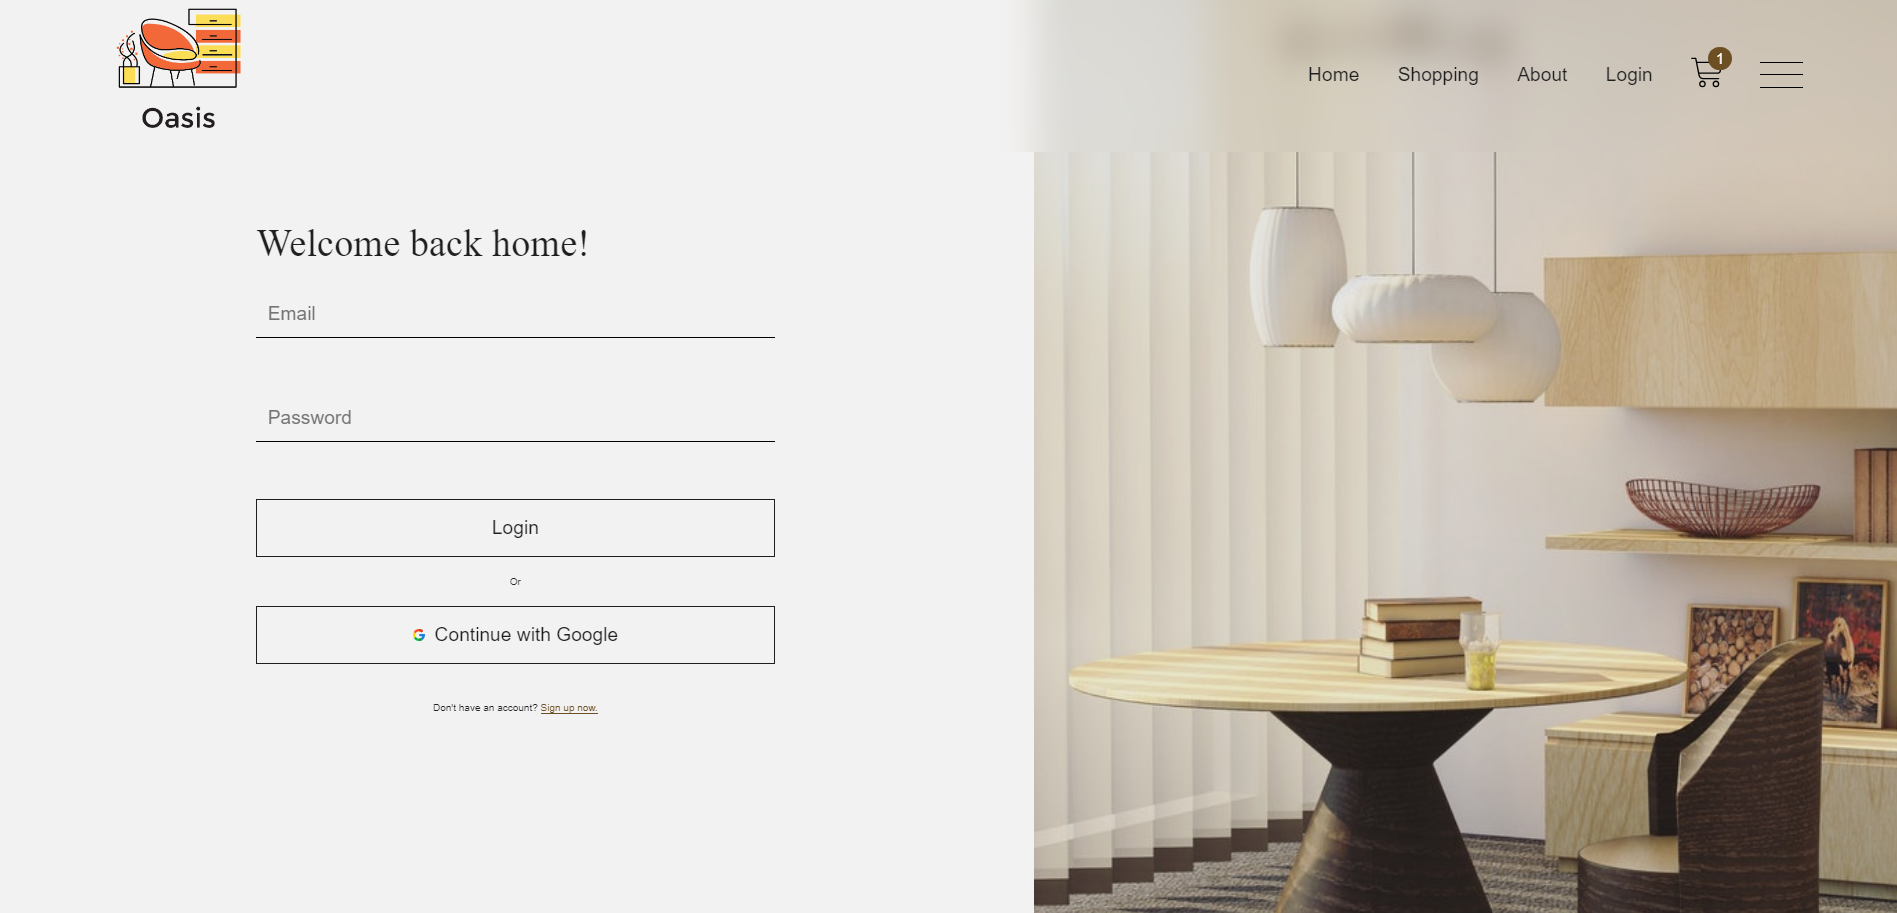 Oasis
Home Shopping About Login 1
Welcome back home!
Email
Password
Login
Or
Continue with Google
Don't have an account? Sign up now.